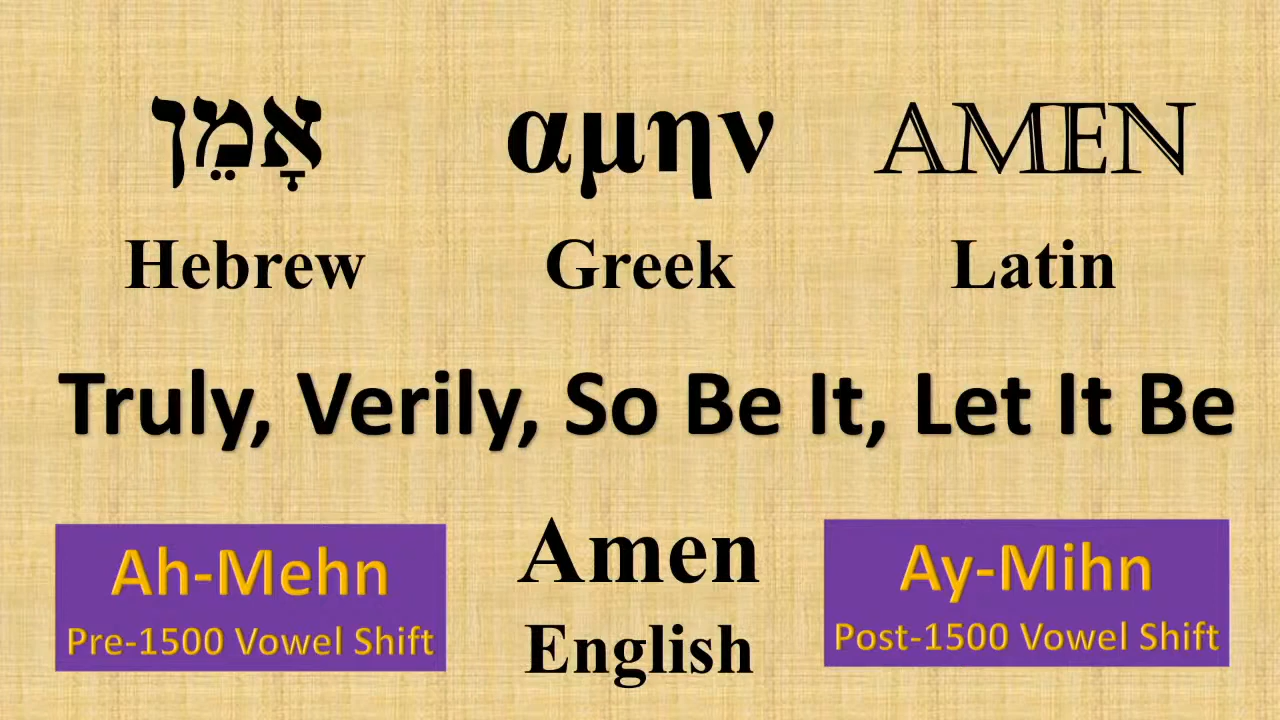 אָמֵן αμην AMEN
Hebrew Greek Latin
Truly, Verily, So Be It, Let It Be
Ah-Mehn
Pre-1500 Vowel Shift
Amen
English
Ay-Mihn
Post-1500 Vowel Shift